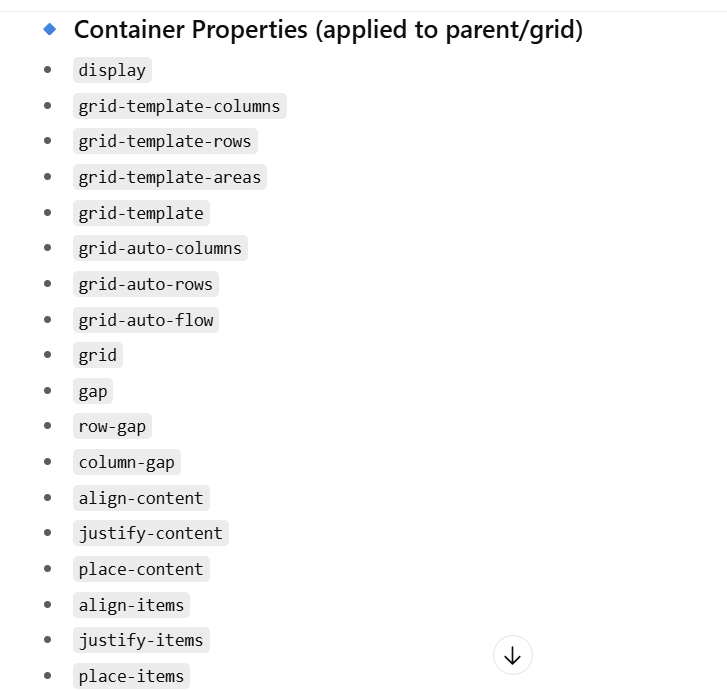 Container Properties (applied to parent/grid)
display
grid-template-columns
grid-template-rows
grid-template-areas
grid-template
grid-auto-columns
grid-auto-rows
grid-auto-flow
grid
gap
row-gap
column-gap
align-content
justify-content
place-content
align-items
justify-items
place-items